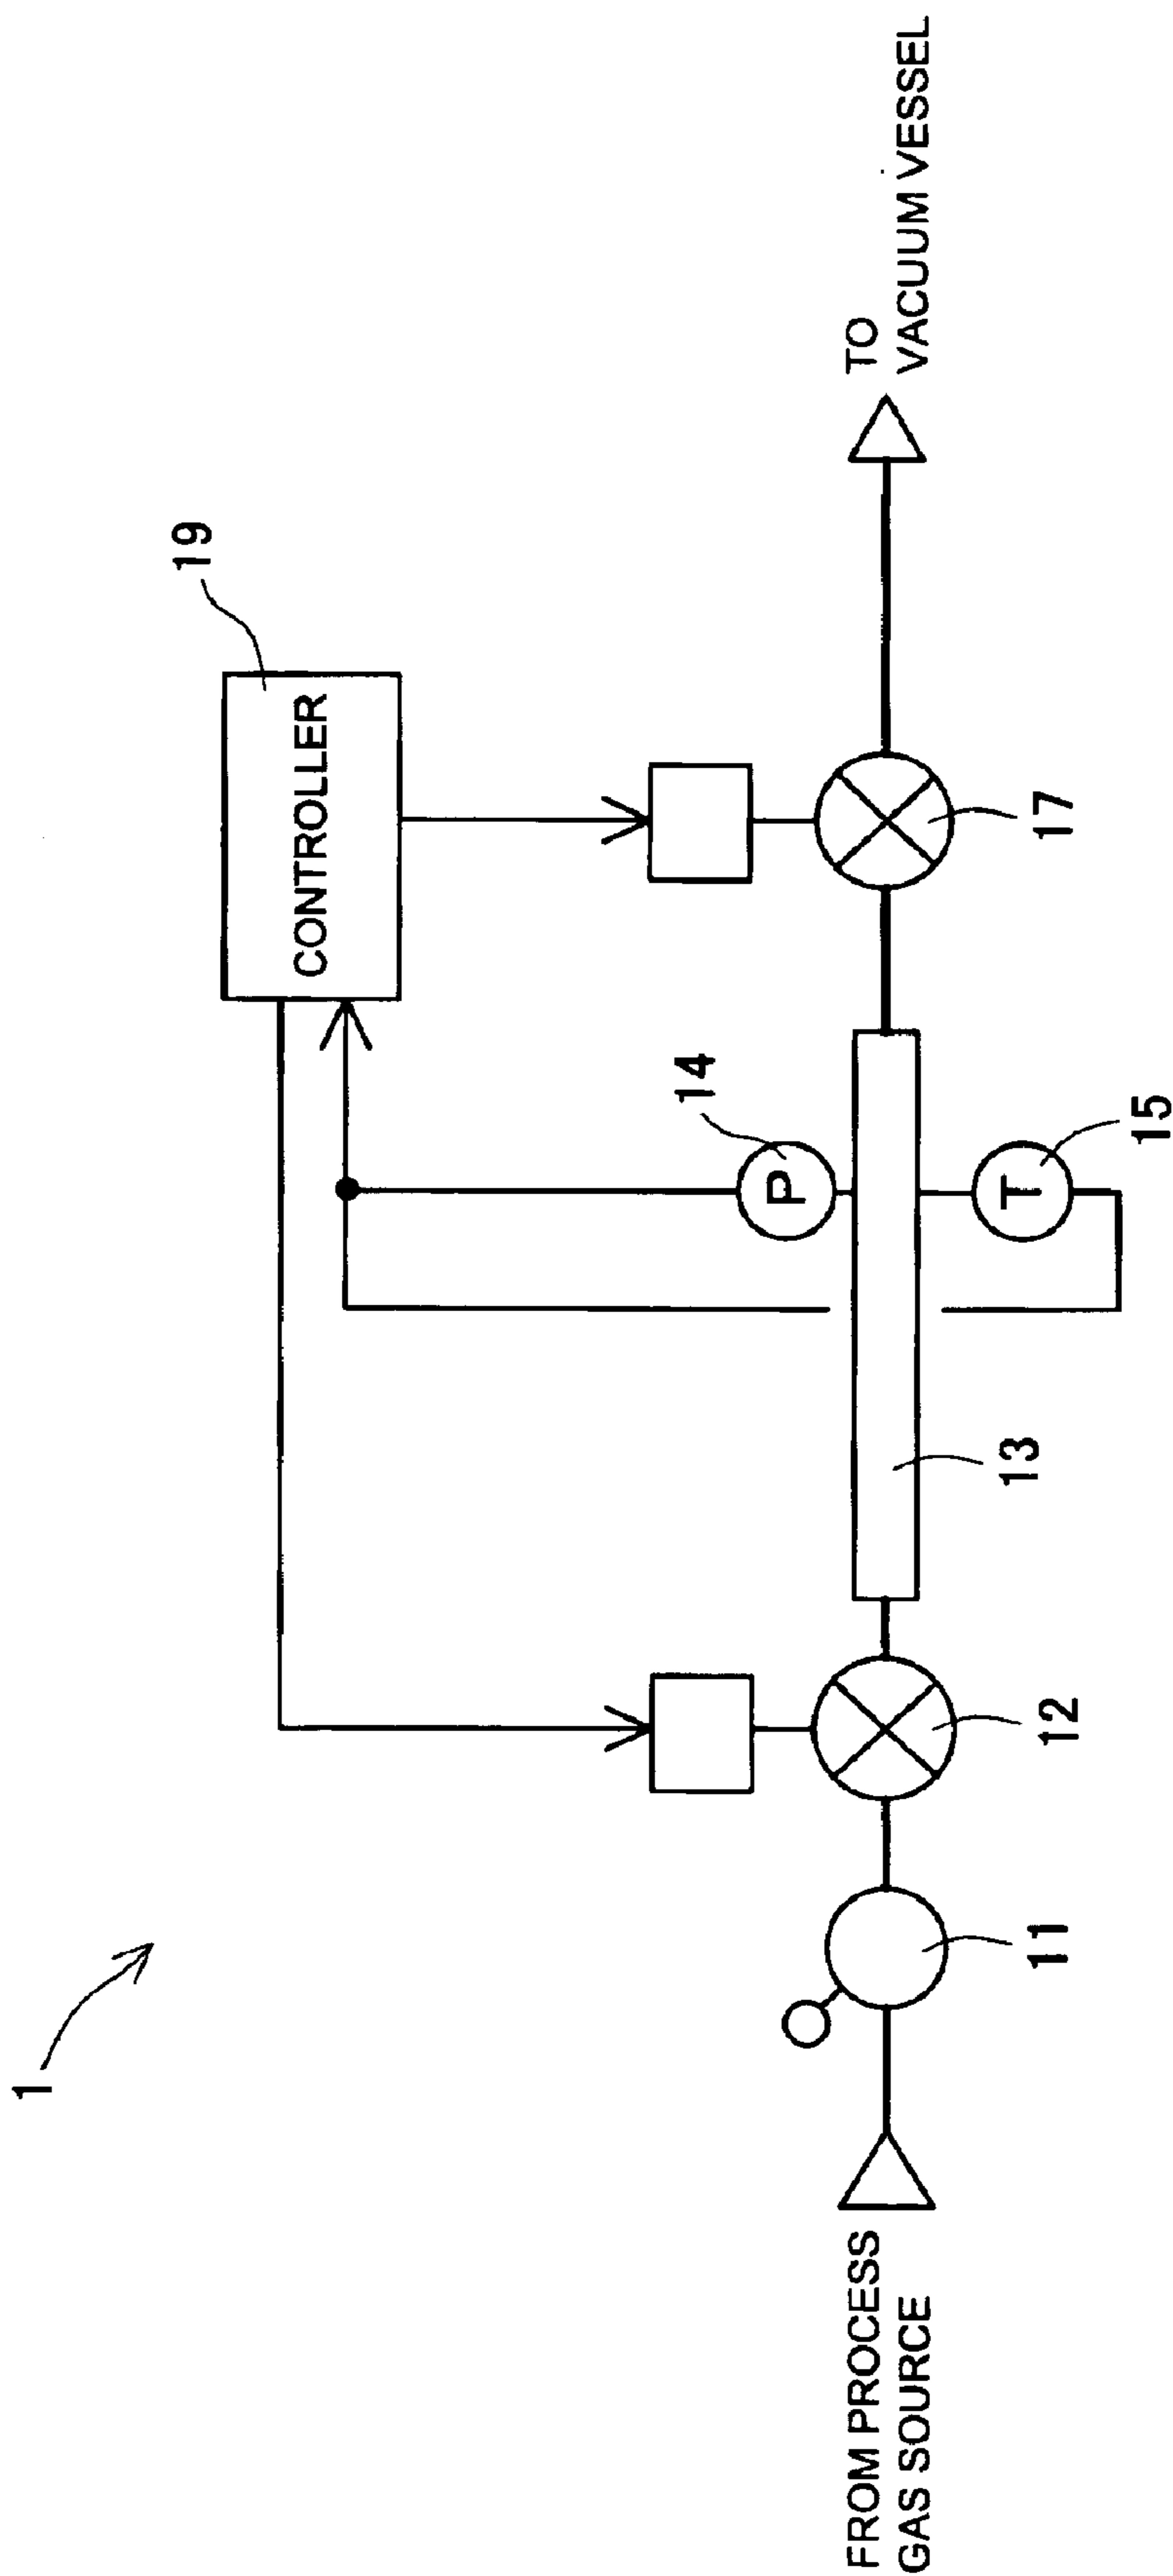 1
19
CONTROLLER
14
P
T
15
17
13
12
11
FROM PROCESS
GAS SOURCE
TO
VACUUM VESSEL